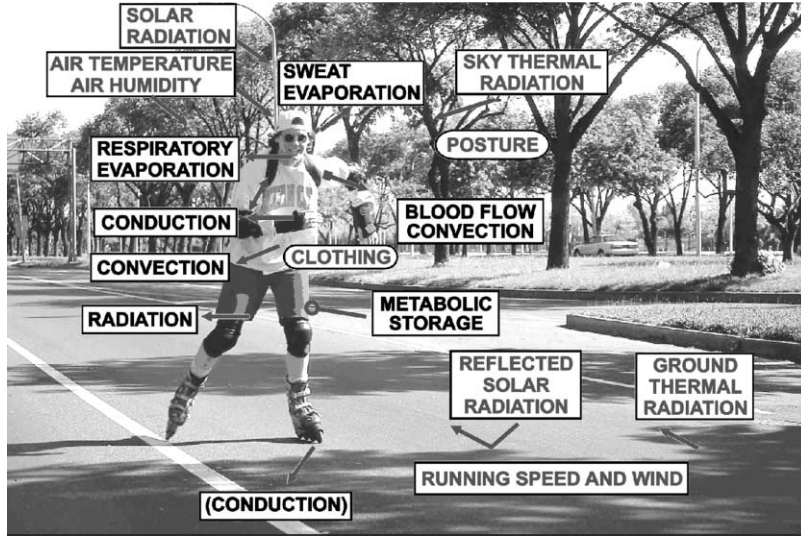 SOLAR
RADIATION
AIR TEMPERATURE
AIR HUMIDITY
SWEAT
EVAPORATION
SKY THERMAL
RADIATION
POSTURE
RESPIRATORY
EVAPORATION
CONDUCTION
BLOOD FLOW
CONVECTION
CLOTHING
CONVECTION
RADIATION
METABOLIC
STORAGE
REFLECTED
SOLAR
RADIATION
GROUND
THERMAL
RADIATION
RUNNING SPEED AND WIND
(CONDUCTION)